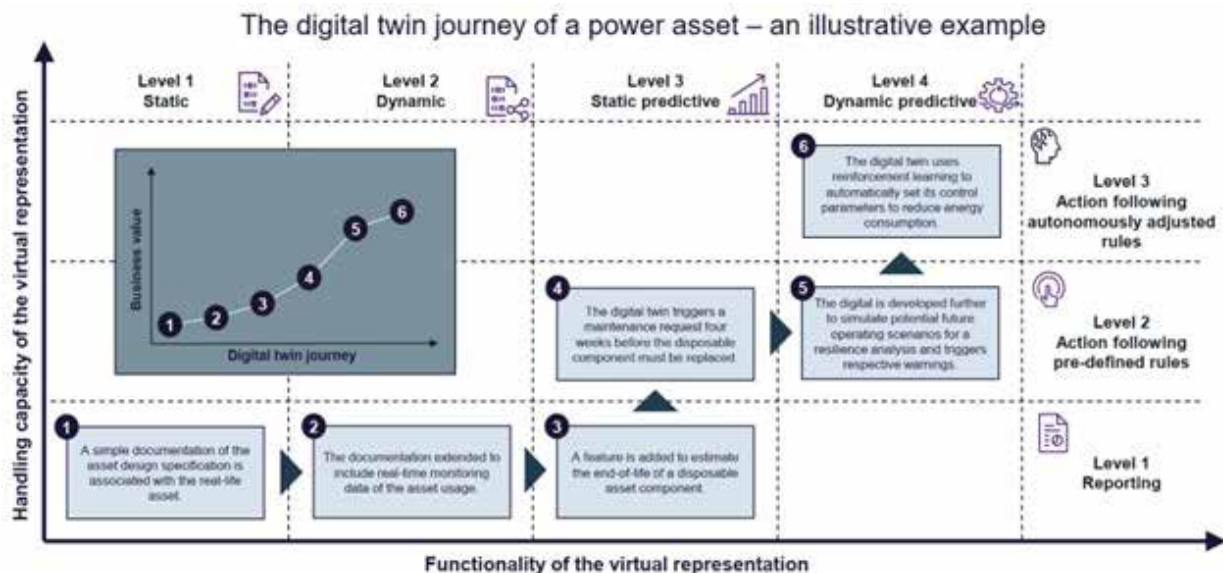 The digital twin journey of a power asset – an illustrative example
Handling capacity of the virtual representation
Level 1
Static
Level 2
Dynamic
Level 3
Static predictive
Level 4
Dynamic predictive
Business value
1
2
3
4
5
6
Digital twin journey
6
The digital twin uses
reinforcement learning to
automatically set its control
parameters to reduce energy
consumption.
Level 3
Action following
autonomously adjusted
rules
4
The digital twin triggers a
maintenance request four
weeks before the disposable
component must be replaced.
5
The digital is developed further
to simulate potential future
operating scenarios for a
resilience analysis and triggers
respective warnings.
Level 2
Action following
pre-defined rules
1
A simple documentation of the
asset design specification is
associated with the real-life
asset.
2
The documentation extended to
include real-time monitoring
data of the asset usage.
3
A feature is added to estimate
the end-of-life of a disposable
asset component.
Level 1
Reporting
Functionality of the virtual representation